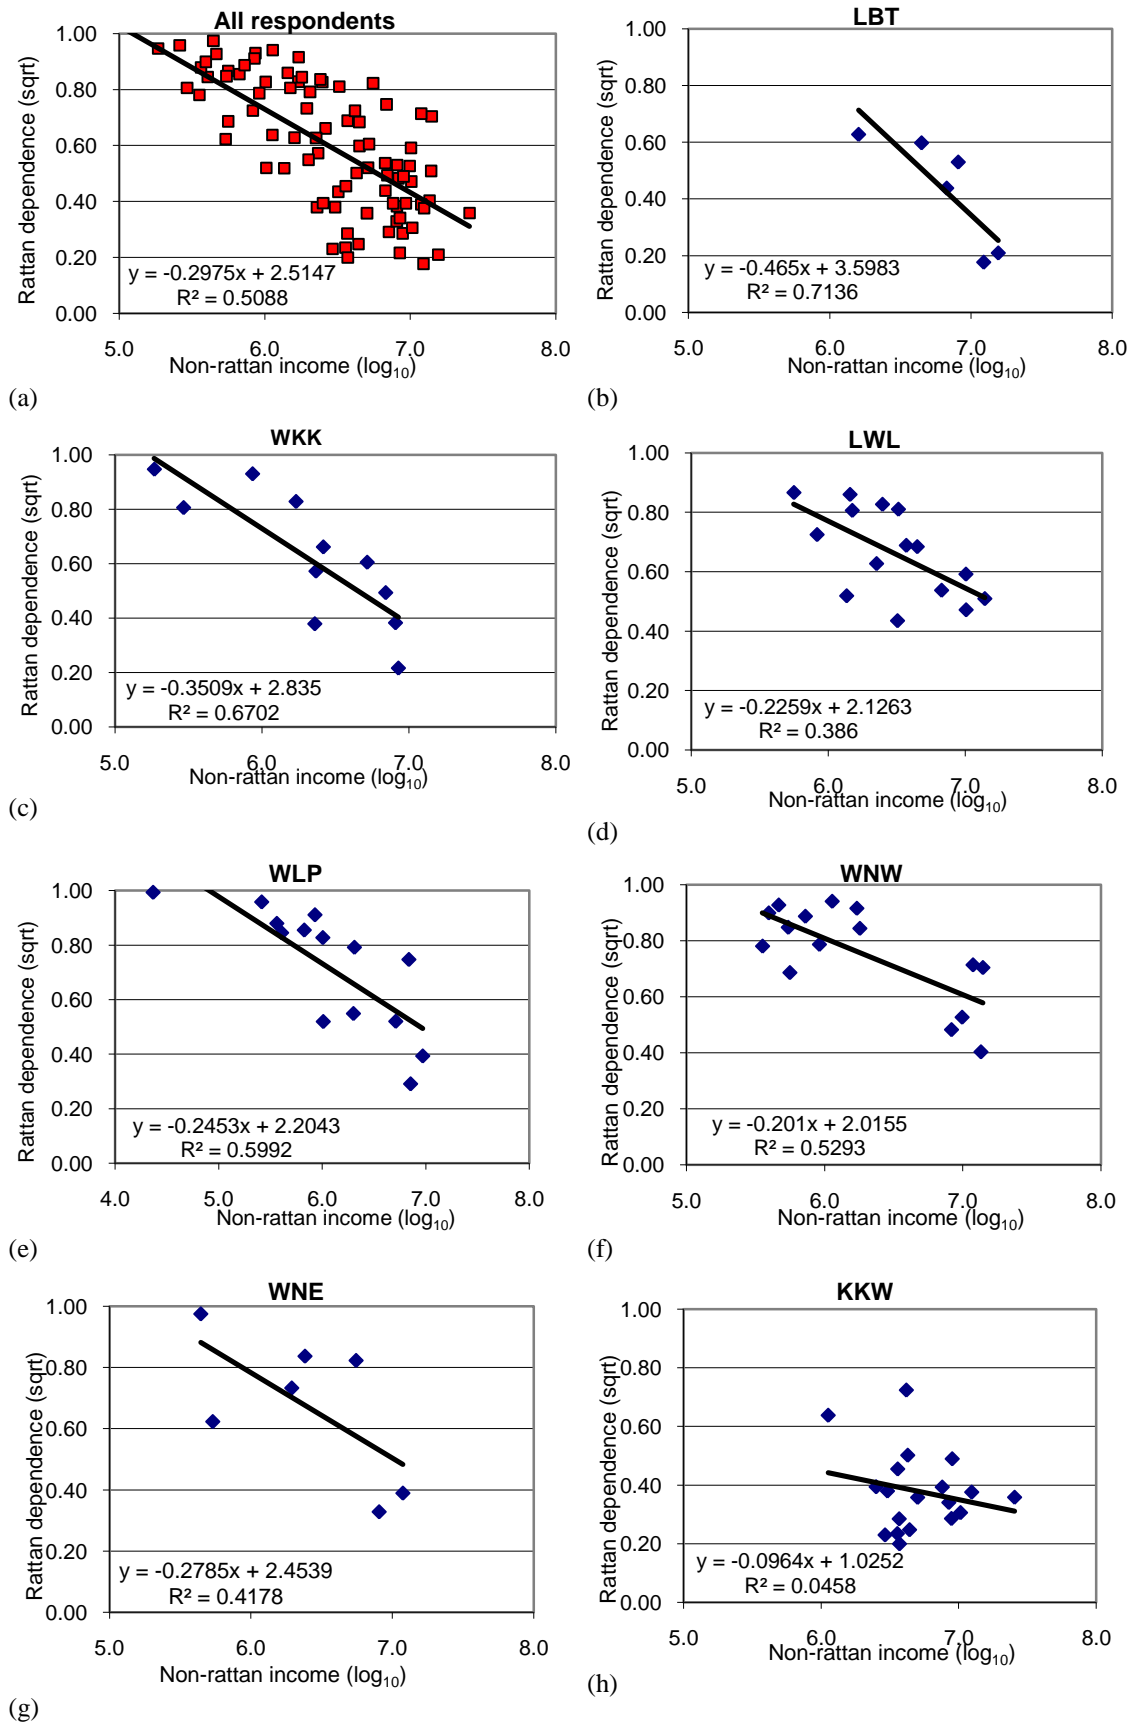 All respondents
Rattan dependence (sqrt)
1.00
0.80
0.60
0.40
0.20
0.00
y = -0.2975x + 2.5147
R² = 0.5088
5.0 6.0 7.0 8.0
Non-rattan income (log10)
(a)
LBT
Rattan dependence (sqrt)
1.00
0.80
0.60
0.40
0.20
0.00
y = -0.465x + 3.5983
R² = 0.7136
5.0 6.0 7.0 8.0
Non-rattan income (log10)
(b)
WKK
Rattan dependence (sqrt)
1.00
0.80
0.60
0.40
0.20
0.00
y = -0.3509x + 2.835
R² = 0.6702
5.0 6.0 7.0 8.0
Non-rattan income (log10)
(c)
LWL
Rattan dependence (sqrt)
1.00
0.80
0.60
0.40
0.20
0.00
y = -0.2259x + 2.1263
R² = 0.386
5.0 6.0 7.0 8.0
Non-rattan income (log10)
(d)
WLP
Rattan dependence (sqrt)
1.00
0.80
0.60
0.40
0.20
0.00
y = -0.2453x + 2.2043
R² = 0.5992
4.0 5.0 6.0 7.0 8.0
Non-rattan income (log10)
(e)
WNW
Rattan dependence (sqrt)
1.00
0.80
0.60
0.40
0.20
0.00
y = -0.201x + 2.0155
R² = 0.5293
5.0 6.0 7.0 8.0
Non-rattan income (log10)
(f)
WNE
Rattan dependence (sqrt)
1.00
0.80
0.60
0.40
0.20
0.00
y = -0.2785x + 2.4539
R² = 0.4178
5.0 6.0 7.0 8.0
Non-rattan income (log10)
(g)
KKW
Rattan dependence (sqrt)
1.00
0.80
0.60
0.40
0.20
0.00
y = -0.0964x + 1.0252
R² = 0.0458
5.0 6.0 7.0 8.0
Non-rattan income (log10)
(h)